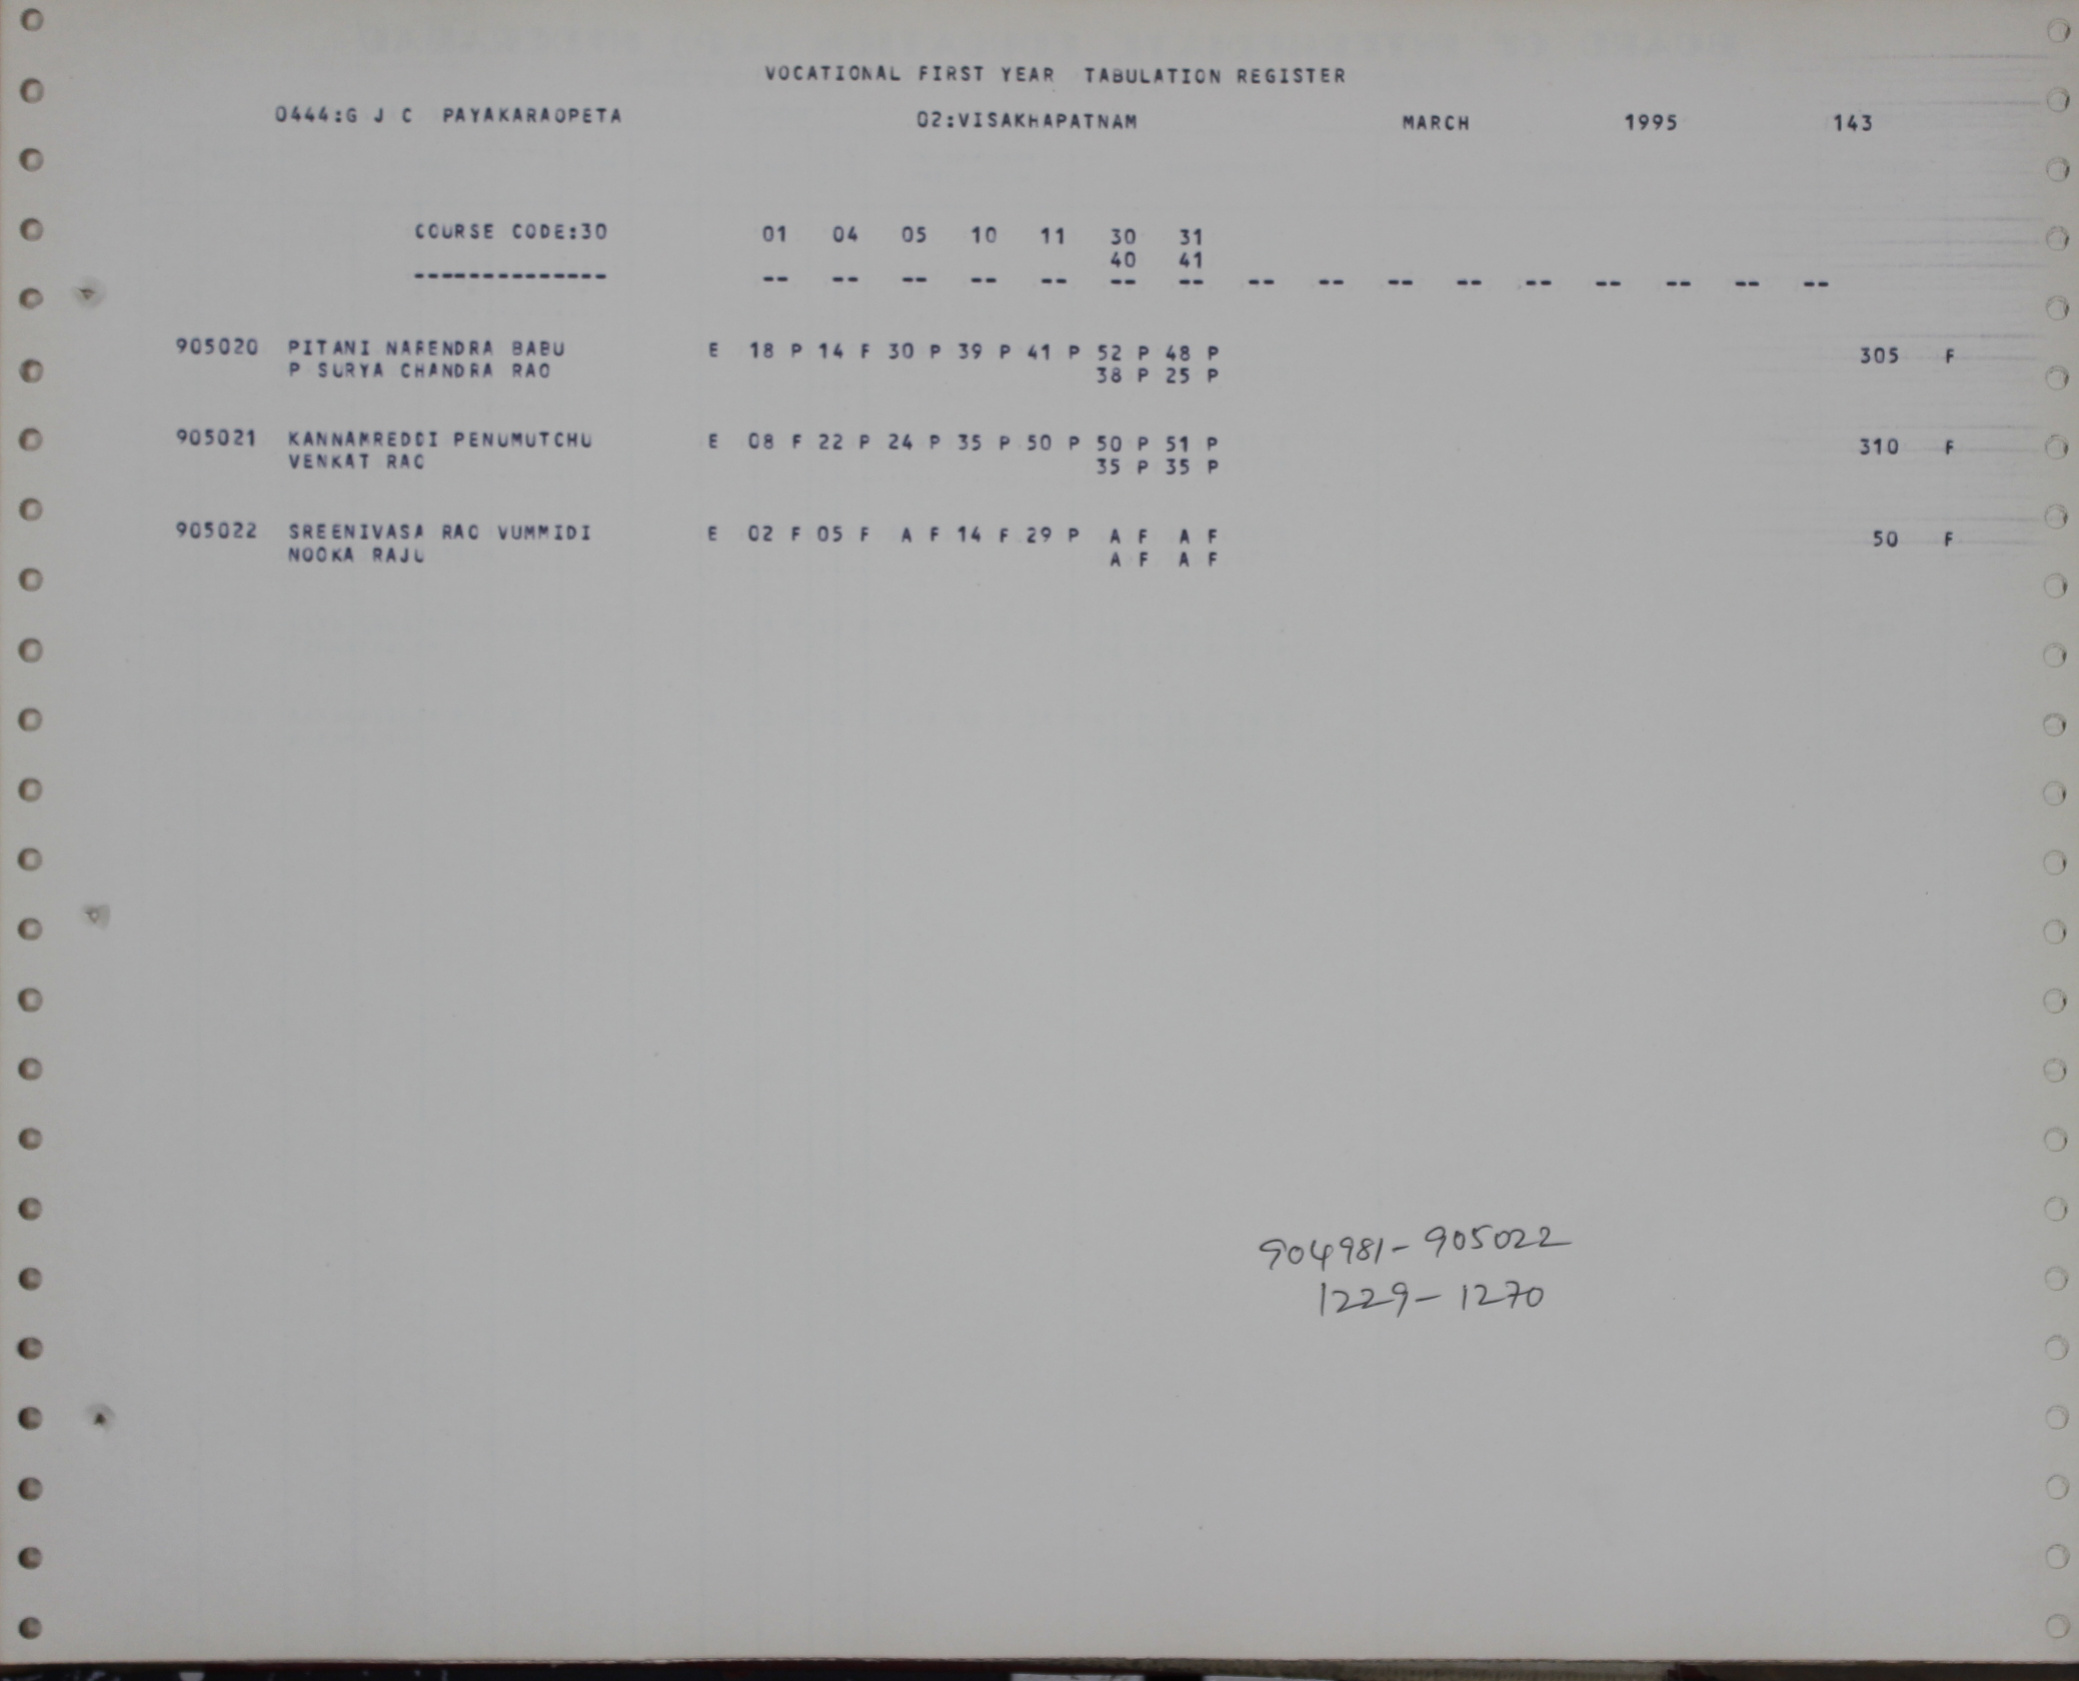 VOCATIONAL FIRST YEAR TABULATION REGISTER
0444:G J C PAYAKARAOPETA 02:VISAKHAPATNAM MARCH 1995 143
COURSE CODE:30 01 04 05 10 11 30 31
40 41
-------------- -- -- -- -- -- -- -- -- -- -- -- -- -- -- -- --
905020 PITANI NARENDRA BABU E 18 P 14 F 30 P 39 P 41 P 52 P 48 P 305 F
P SURYA CHANDRA RAO 38 P 25 P
905021 KANNAMREDDI PENUMUTCHU E 08 F 22 P 24 P 35 P 50 P 50 P 51 P 310 F
VENKAT RAO 35 P 35 P
905022 SREENIVASA RAO VUMMIDI E 02 F 05 F A F 14 F 29 P A F A F 50 F
NOOKA RAJU A F A F
904981-905022
1229-1270